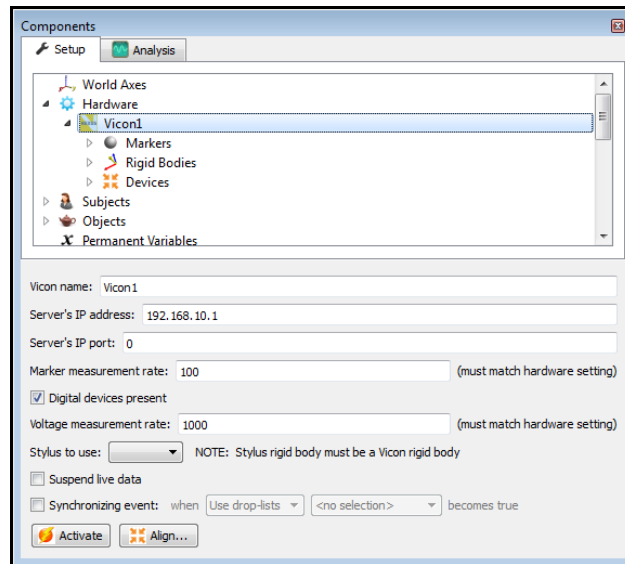 Components
Setup Analysis
World Axes
Hardware
Vicon1
Markers
Rigid Bodies
Devices
Subjects
Objects
x Permanent Variables
Vicon name: Vicon1
Server's IP address: 192.168.10.1
Server's IP port: 0
Marker measurement rate: 100 (must match hardware setting)
Digital devices present
Voltage measurement rate: 1000 (must match hardware setting)
Stylus to use: NOTE: Stylus rigid body must be a Vicon rigid body
Suspend live data
Synchronizing event: when Use drop-lists <no selection> becomes true
Activate Align...